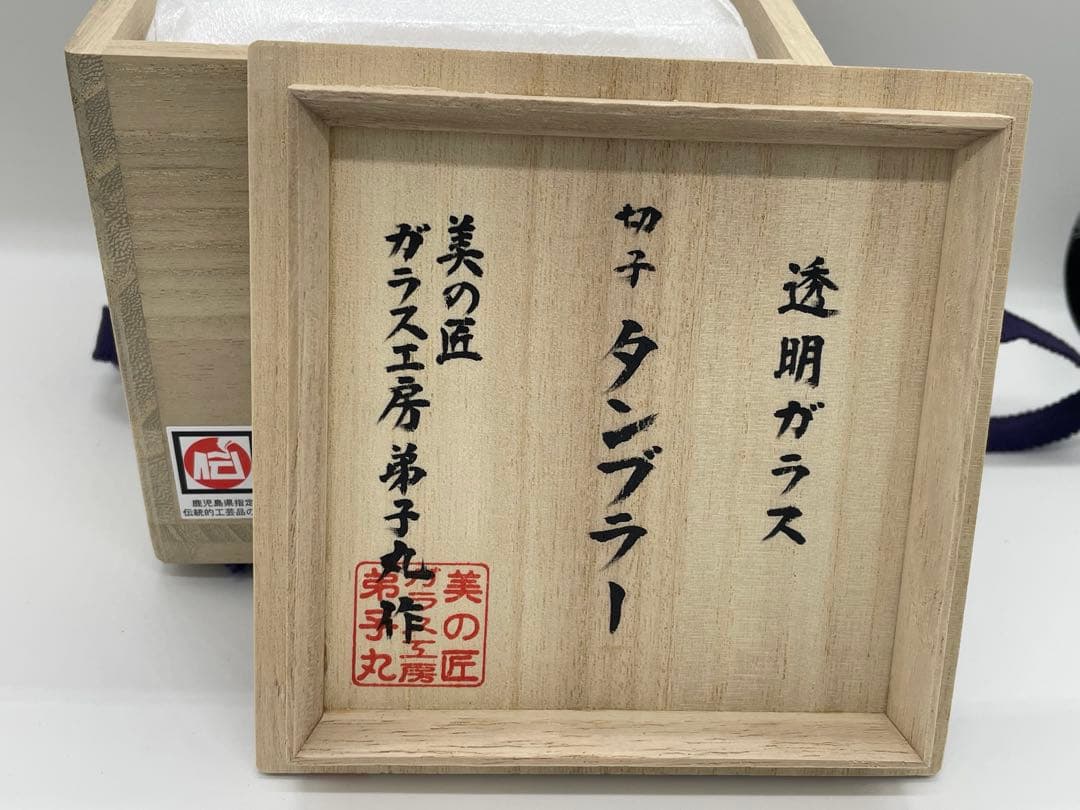 透明ガラス
切子 タンブラー
美の匠
ガラス工房 弟子丸 作
美の匠
ガラス工房
弟子丸
伝
鹿児島県指定
伝統的工芸品の